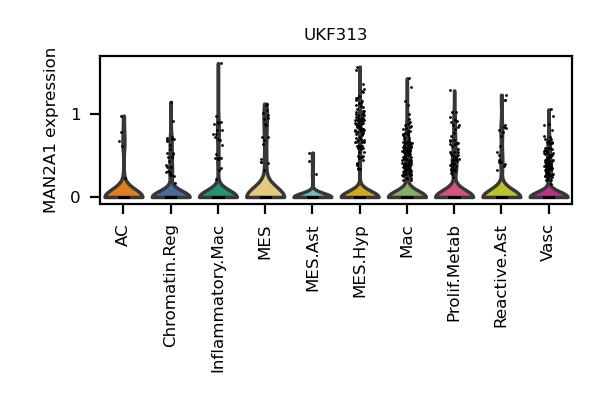 UKF313
MAN2A1 expression
1
0
AC
Chromatin.Reg
Inflammatory.Mac
MES
MES.Ast
MES.Hyp
Mac
Prolif.Metab
Reactive.Ast
Vasc